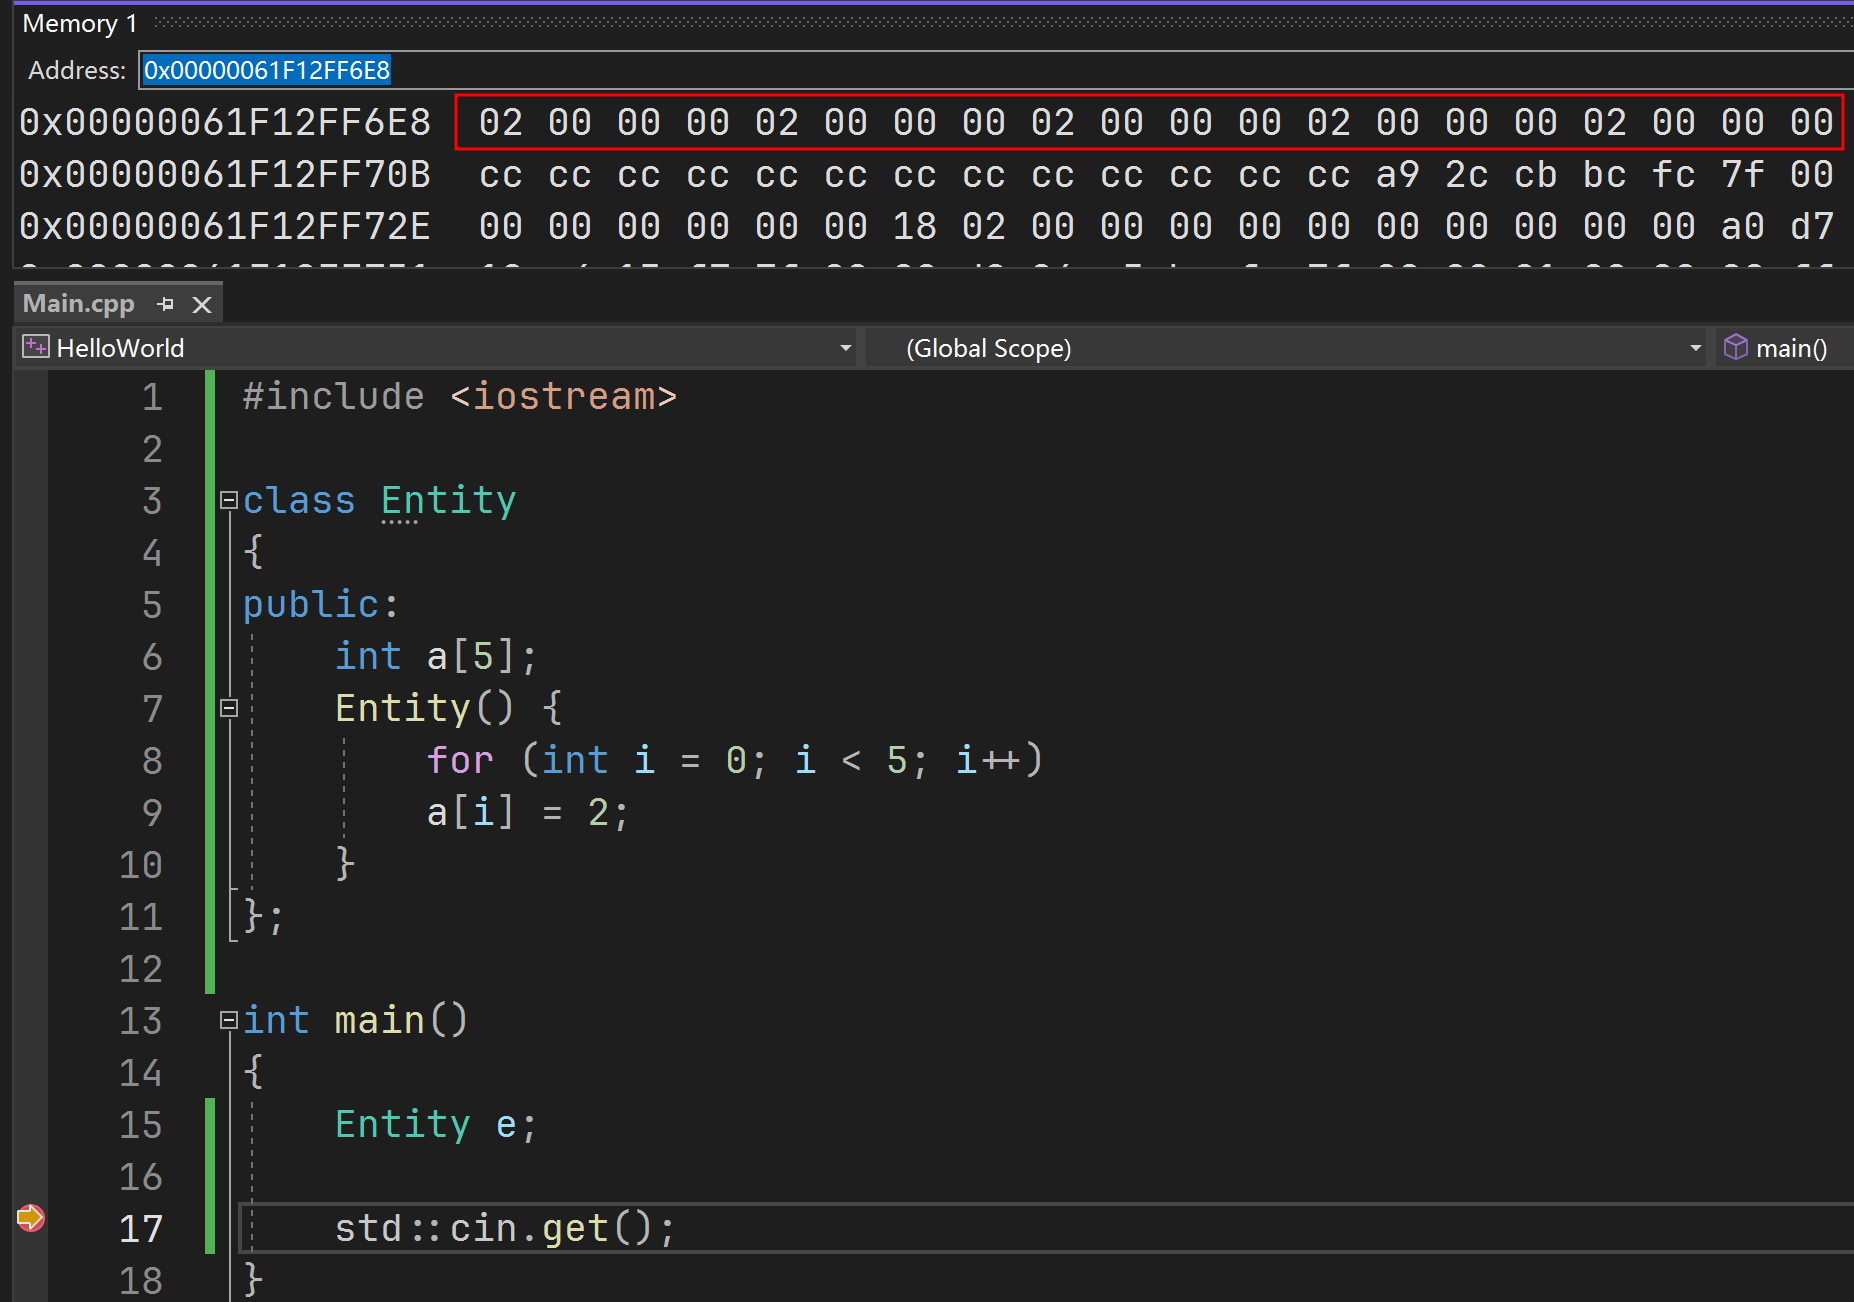 Memory 1
Address: 0x00000061F12FF6E8
0x00000061F12FF6E8 02 00 00 00 02 00 00 00 02 00 00 00 02 00 00 00 02 00 00 00
0x00000061F12FF70B cc cc cc cc cc cc cc cc cc cc cc cc cc a9 2c cb bc fc 7f 00
0x00000061F12FF72E 00 00 00 00 00 00 18 02 00 00 00 00 00 00 00 00 00 00 a0 d7
Main.cpp
HelloWorld (Global Scope) main()
1 #include <iostream>
2
3 class Entity
4 {
5 public:
6 int a[5];
7 Entity() {
8 for (int i = 0; i < 5; i++)
9 a[i] = 2;
10 }
11 };
12
13 int main()
14 {
15 Entity e;
16
17 std::cin.get();
18 }